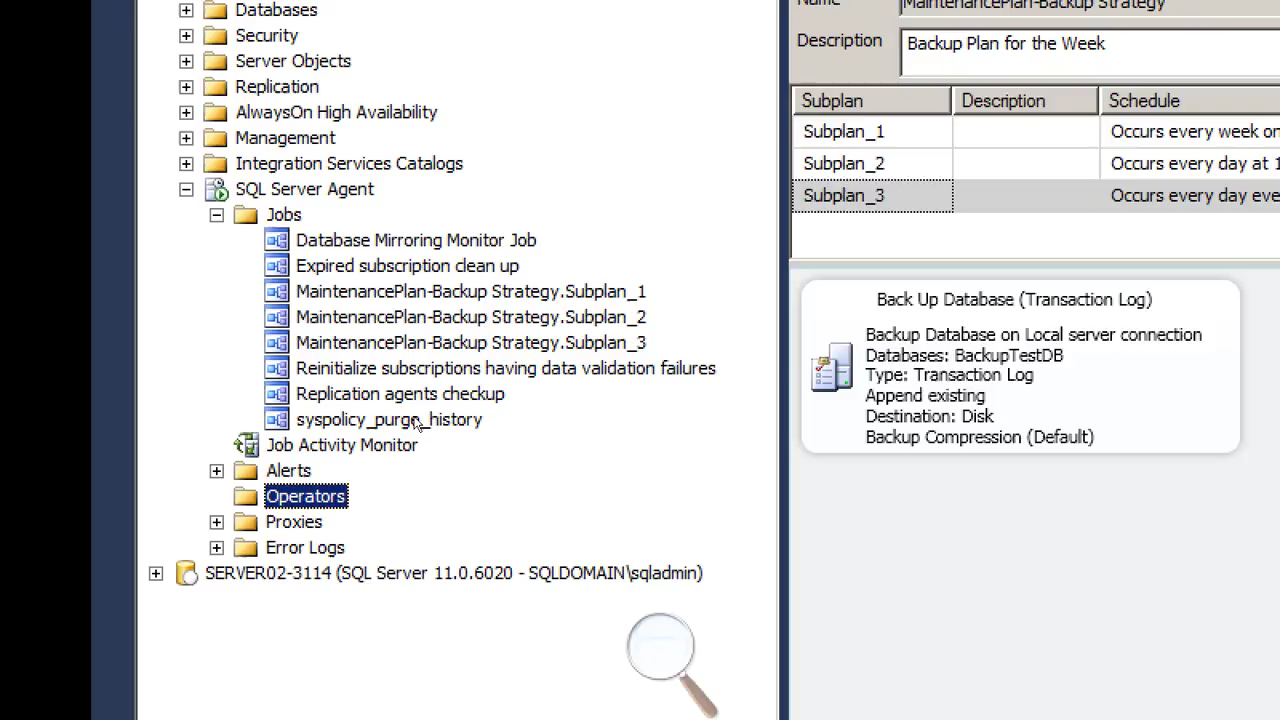 Databases
Security
Server Objects
Replication
AlwaysOn High Availability
Management
Integration Services Catalogs
SQL Server Agent
Jobs
Database Mirroring Monitor Job
Expired subscription clean up
MaintenancePlan-Backup Strategy.Subplan_1
MaintenancePlan-Backup Strategy.Subplan_2
MaintenancePlan-Backup Strategy.Subplan_3
Reinitialize subscriptions having data validation failures
Replication agents checkup
syspolicy_purge_history
Job Activity Monitor
Alerts
Operators
Proxies
Error Logs
SERVER02-3114 (SQL Server 11.0.6020 - SQLDOMAIN\sqladmin)
Name MaintenancePlan-Backup Strategy
Description Backup Plan for the Week
Subplan Description Schedule
Subplan_1 Occurs every week on
Subplan_2 Occurs every day at 1
Subplan_3 Occurs every day eve
Back Up Database (Transaction Log)
Backup Database on Local server connection
Databases: BackupTestDB
Type: Transaction Log
Append existing
Destination: Disk
Backup Compression (Default)